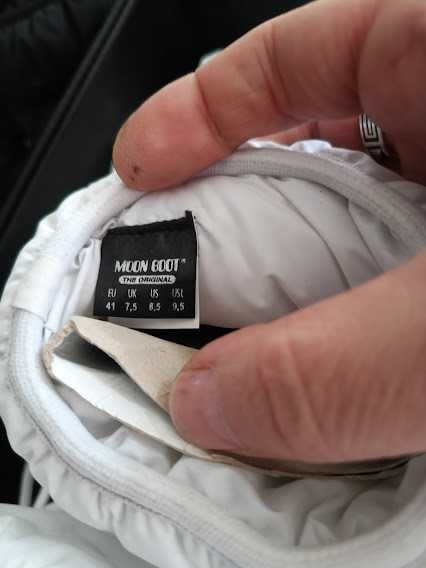 MOON BOOT®
THE ORIGINAL
EU UK US USL
41 7,5 8,5 9,5